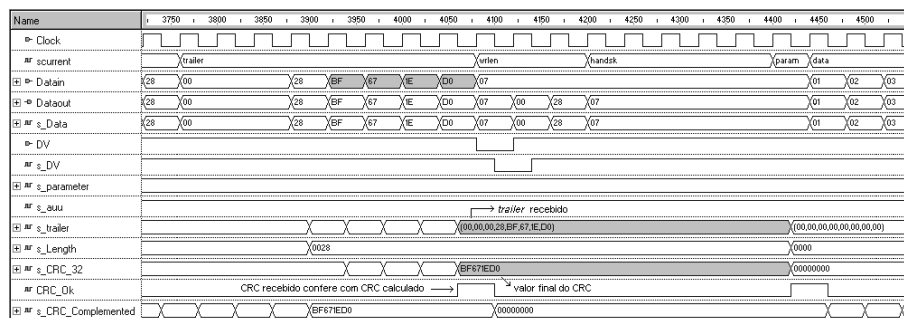 Name 3750 3800 3850 3900 3950 4000 4050 4100 4150 4200 4250 4300 4350 4400 4450 4500
Clock
scurrent trailer wrlen handsk param data
Datain 28 00 28 BF 67 1E D0 07 01 02 03
Dataout 28 00 28 BF 67 1E D0 07 00 28 07 01 02 03
s_Data 28 00 28 BF 67 1E D0 07 00 28 07 01 02 03
DV
s_DV
s_parameter
s_auu
trailer recebido
s_trailer (00,00,00,28,BF,67,1E,D0) (00,00,00,00,00,00,00,00)
s_Length 0028 0000
s_CRC_32 BF671ED0 00000000
CRC_Ok CRC recebido confere com CRC calculado valor final do CRC
s_CRC_Complemented BF671ED0 00000000